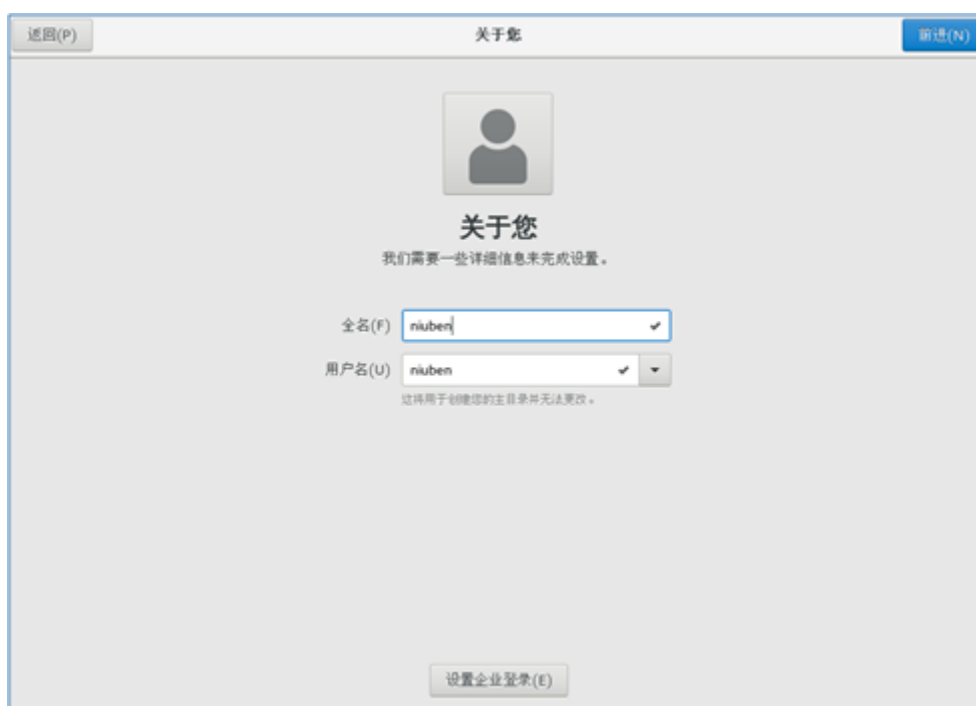 返回(P)
关于您
前进(N)
关于您
我们需要一些详细信息来完成设置。
全名(F)
niuben
用户名(U)
niuben
这将用于创建您的主目录并无法更改。
设置企业登录(E)